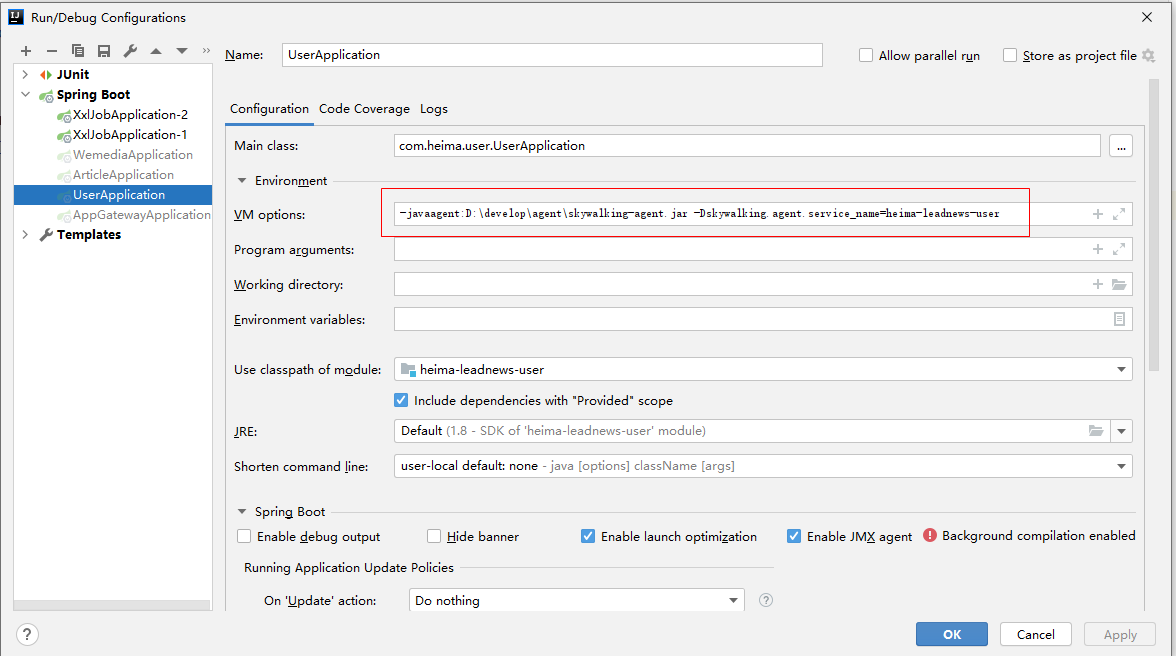 Run/Debug Configurations
JUnit
Spring Boot
XxlJobApplication-2
XxlJobApplication-1
WemediaApplication
ArticleApplication
UserApplication
AppGatewayApplication
Templates
Name: UserApplication
Allow parallel run
Store as project file
Configuration Code Coverage Logs
Main class: com.heima.user.UserApplication ...
Environment
VM options: -javaagent:D:\develop\agent\skywalking-agent.jar -Dskywalking.agent.service_name=heima-leadnews-user
Program arguments:
Working directory:
Environment variables:
Use classpath of module: heima-leadnews-user
Include dependencies with "Provided" scope
JRE: Default (1.8 - SDK of 'heima-leadnews-user' module)
Shorten command line: user-local default: none - java [options] className [args]
Spring Boot
Enable debug output Hide banner Enable launch optimization Enable JMX agent Background compilation enabled
Running Application Update Policies
On 'Update' action: Do nothing ?
? OK Cancel Apply